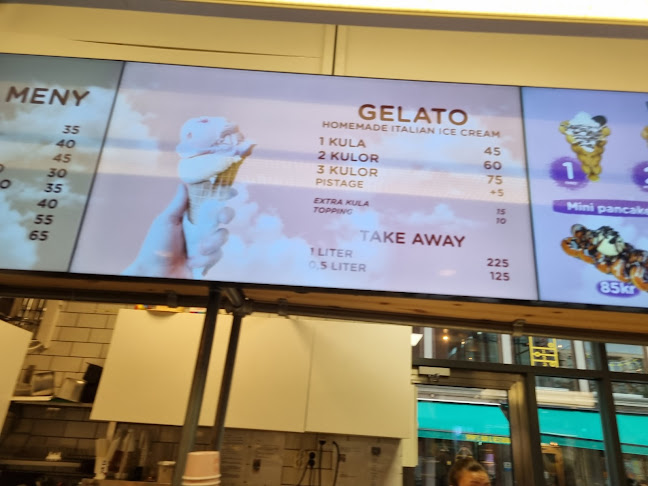 MENY
35
40
45
30
35
40
55
65
GELATO
HOMEMADE ITALIAN ICE CREAM
1 KULA 45
2 KULOR 60
3 KULOR 75
PISTAGE +5
EXTRA KULA 15
TOPPING 10
TAKE AWAY
1 LITER 225
0,5 LITER 125
1
Mini pancake
85kr